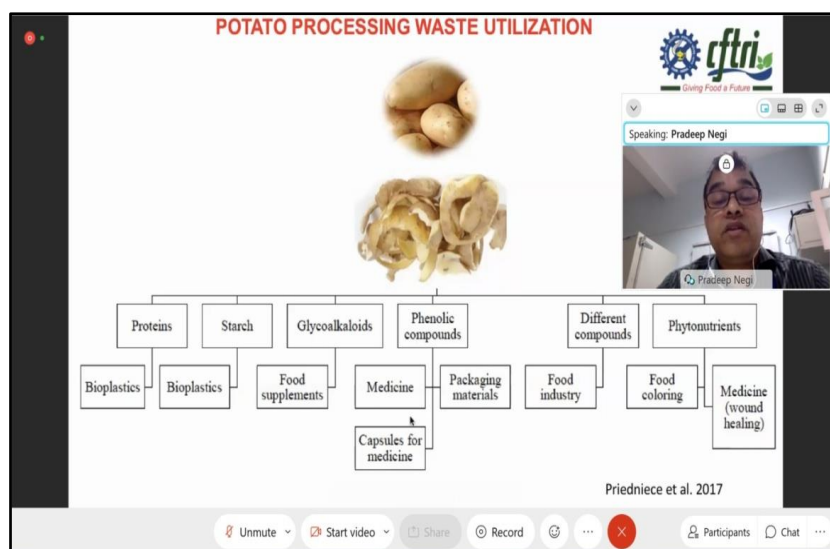 POTATO PROCESSING WASTE UTILIZATION
cftri
Giving Food a Future
Speaking: Pradeep Negi
Pradeep Negi
Proteins
Starch
Glycoalkaloids
Phenolic
compounds
Different
compounds
Phytonutrients
Bioplastics
Bioplastics
Food
supplements
Medicine
Packaging
materials
Food
industry
Food
coloring
Medicine
(wound
healing)
Capsules for
medicine
Priedniece et al. 2017
Unmute
Start video
Share
Record
Participants
Chat